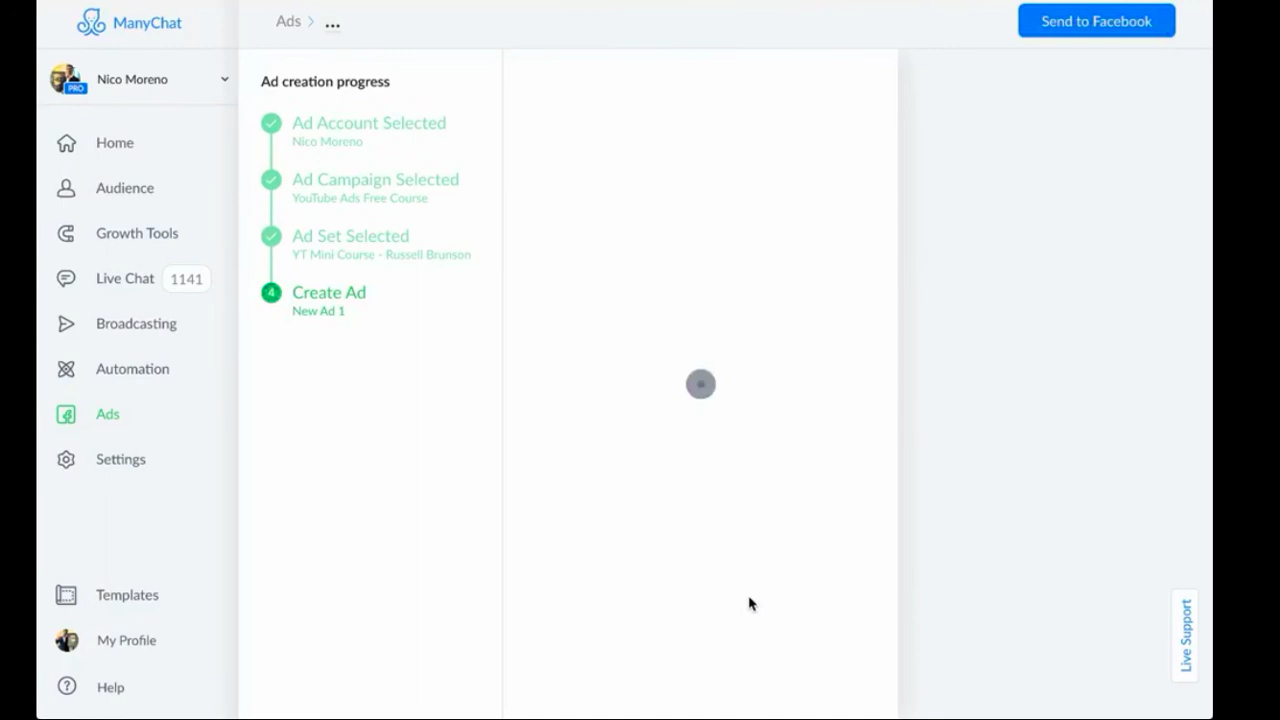 ManyChat
Ads > ...
Send to Facebook
Nico Moreno
PRO
Home
Audience
Growth Tools
Live Chat 1141
Broadcasting
Automation
Ads
Settings
Templates
My Profile
Help
Ad creation progress
Ad Account Selected
Nico Moreno
Ad Campaign Selected
YouTube Ads Free Course
Ad Set Selected
YT Mini Course - Russell Brunson
4 Create Ad
New Ad 1
Live Support